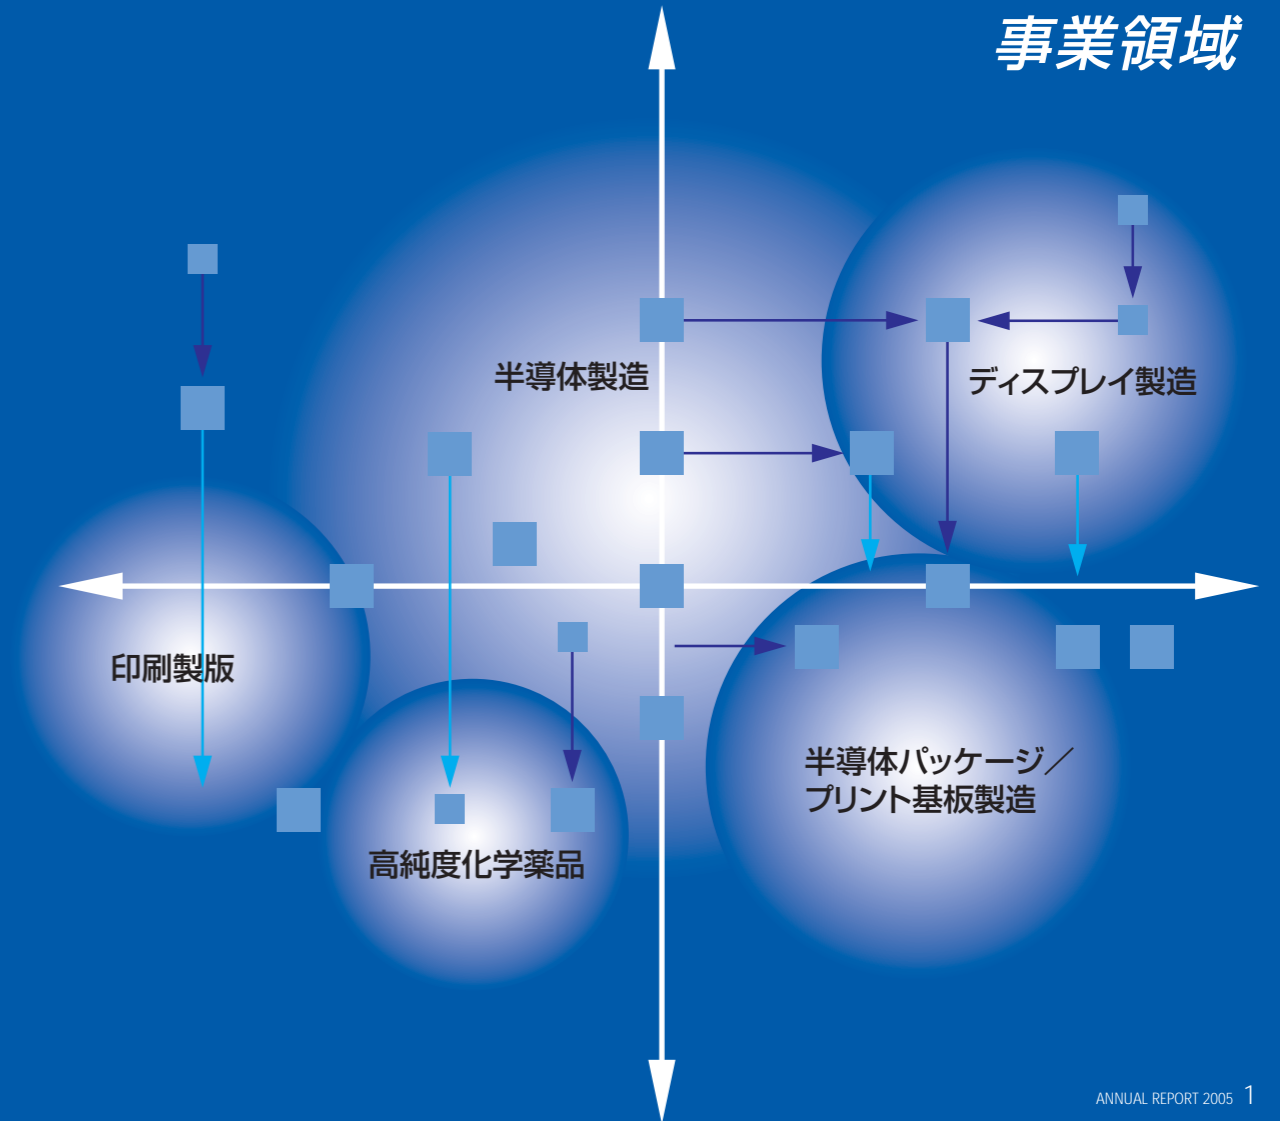 事業領域
半導体製造
ディスプレイ製造
印刷製版
半導体パッケージ／
プリント基板製造
高純度化学薬品
ANNUAL REPORT 2005 1